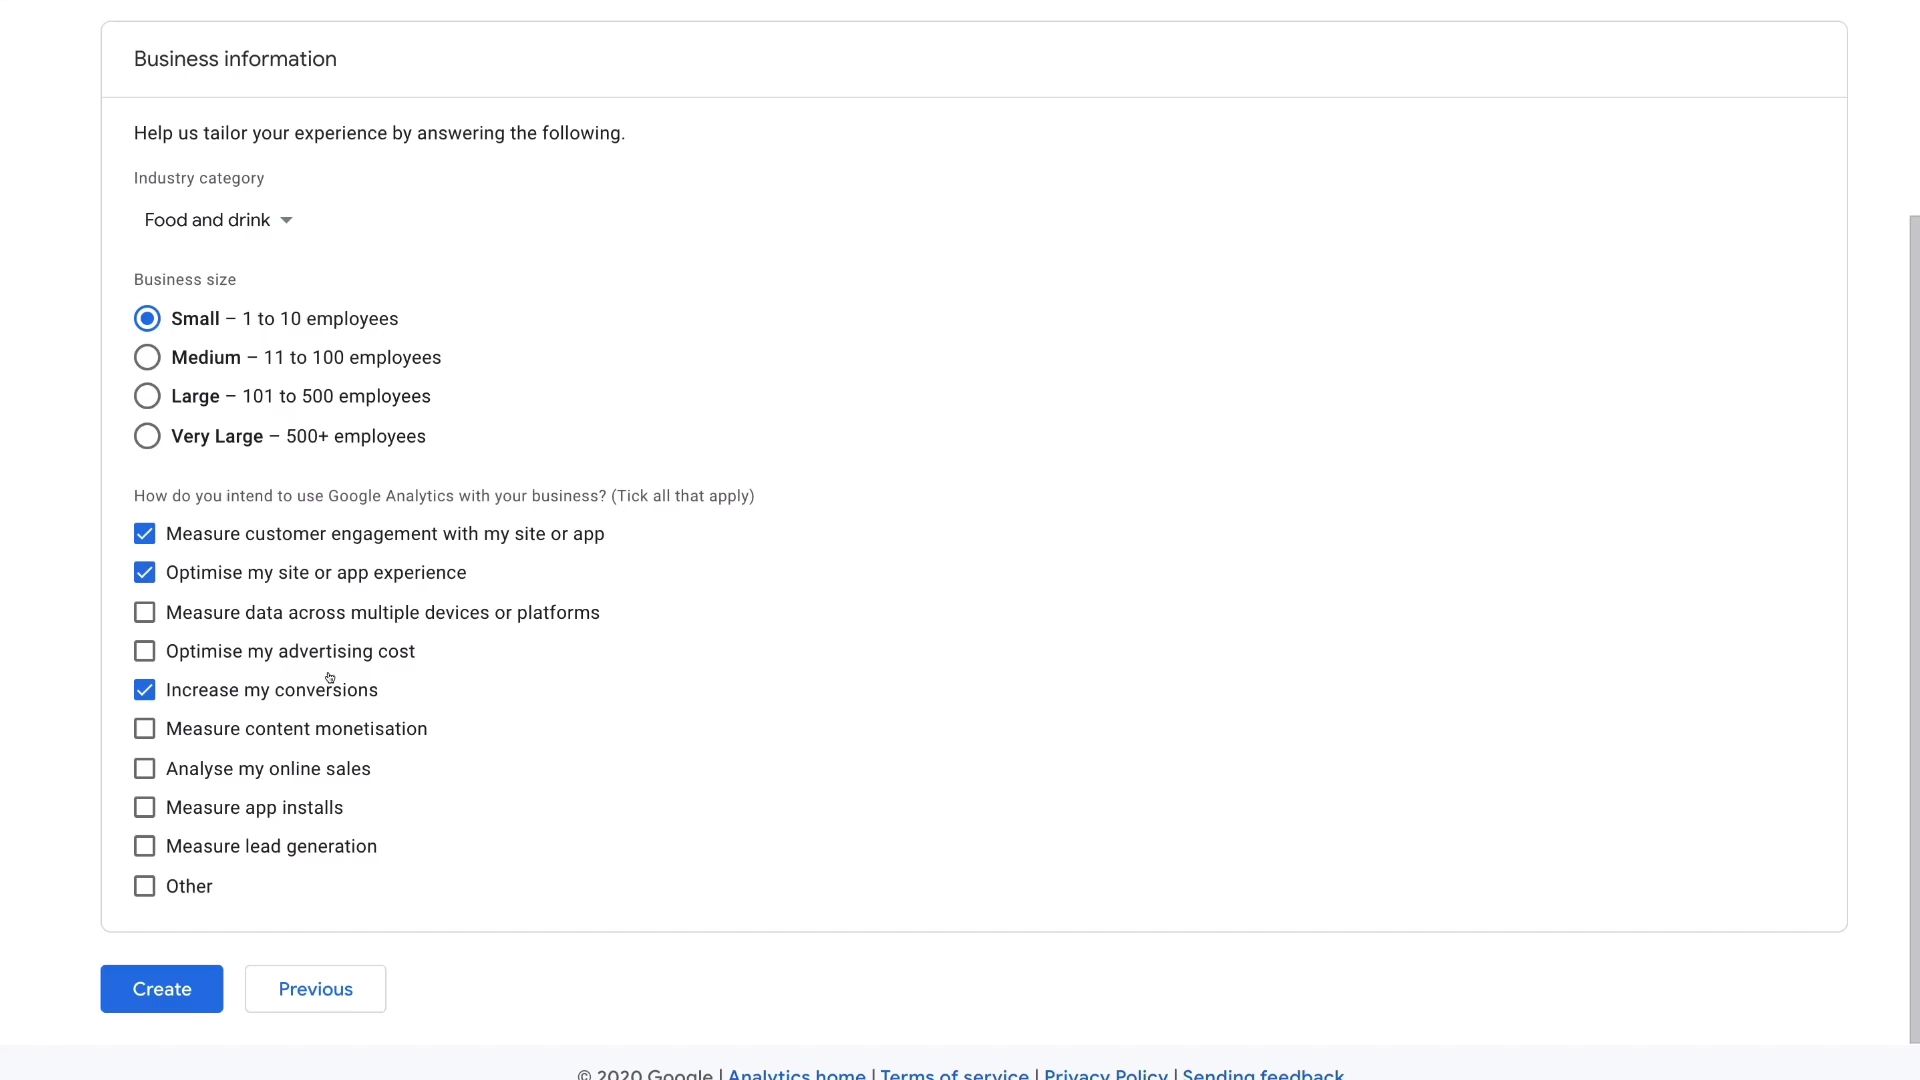 Business information
Help us tailor your experience by answering the following.
Industry category
Food and drink
Business size
Small – 1 to 10 employees
Medium – 11 to 100 employees
Large – 101 to 500 employees
Very Large – 500+ employees
How do you intend to use Google Analytics with your business? (Tick all that apply)
Measure customer engagement with my site or app
Optimise my site or app experience
Measure data across multiple devices or platforms
Optimise my advertising cost
Increase my conversions
Measure content monetisation
Analyse my online sales
Measure app installs
Measure lead generation
Other
Create Previous
© 2020 Google | Analytics home | Terms of service | Privacy Policy | Sending feedback